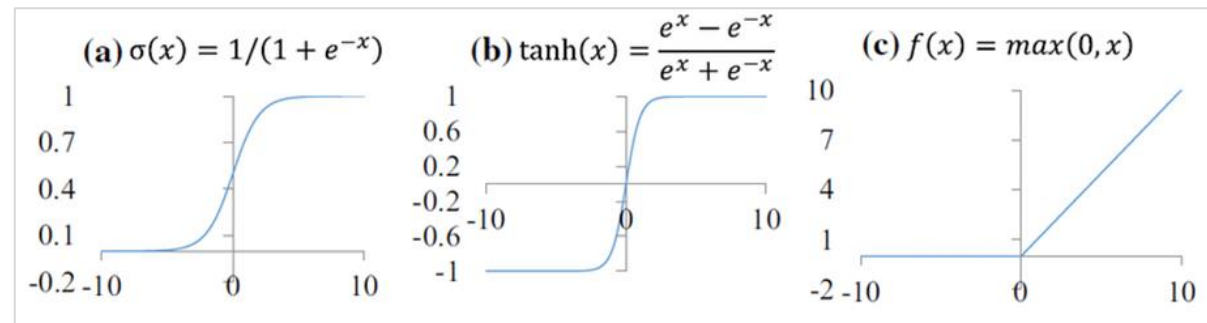 (a) σ(x) = 1/(1 + e^{-x})
1
0.7
0.4
0.1
-0.2 -10 0 10
(b) tanh(x) = \frac{e^x − e^{-x}}{e^x + e^{-x}}
1
0.6
0.2
-0.2
-10 0 10
-0.6
-1
(c) f(x) = max(0, x)
10
7
4
1
-2 -10 0 10